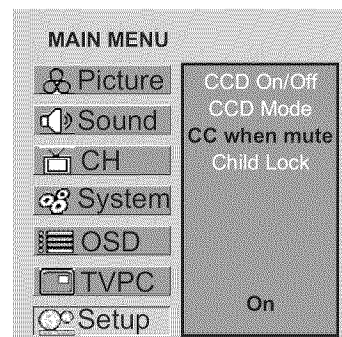 MAIN MENU
Picture
Sound
CH
System
OSD
TVPC
Setup
CCD On/Off
CCD Mode
CC when mute
Child Lock
On